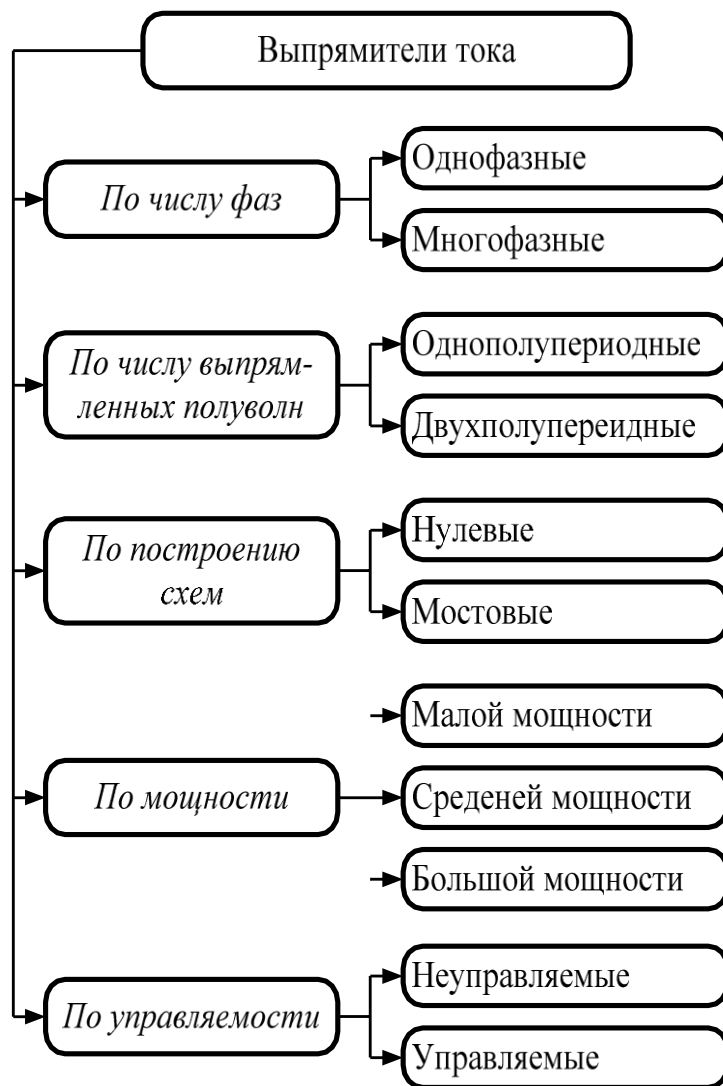 Выпрямители тока
По числу фаз
Однофазные
Многофазные
По числу выпрям-
ленных полуволн
Однополупериодные
Двухполупереидные
По построению
схем
Нулевые
Мостовые
По мощности
Малой мощности
Среденей мощности
Большой мощности
По управляемости
Неуправляемые
Управляемые